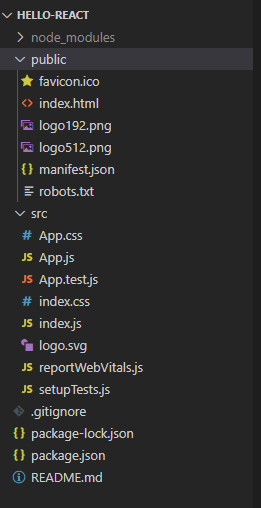 HELLO-REACT
node_modules
public
favicon.ico
index.html
logo192.png
logo512.png
manifest.json
robots.txt
src
App.css
App.js
App.test.js
index.css
index.js
logo.svg
reportWebVitals.js
setupTests.js
.gitignore
package-lock.json
package.json
README.md